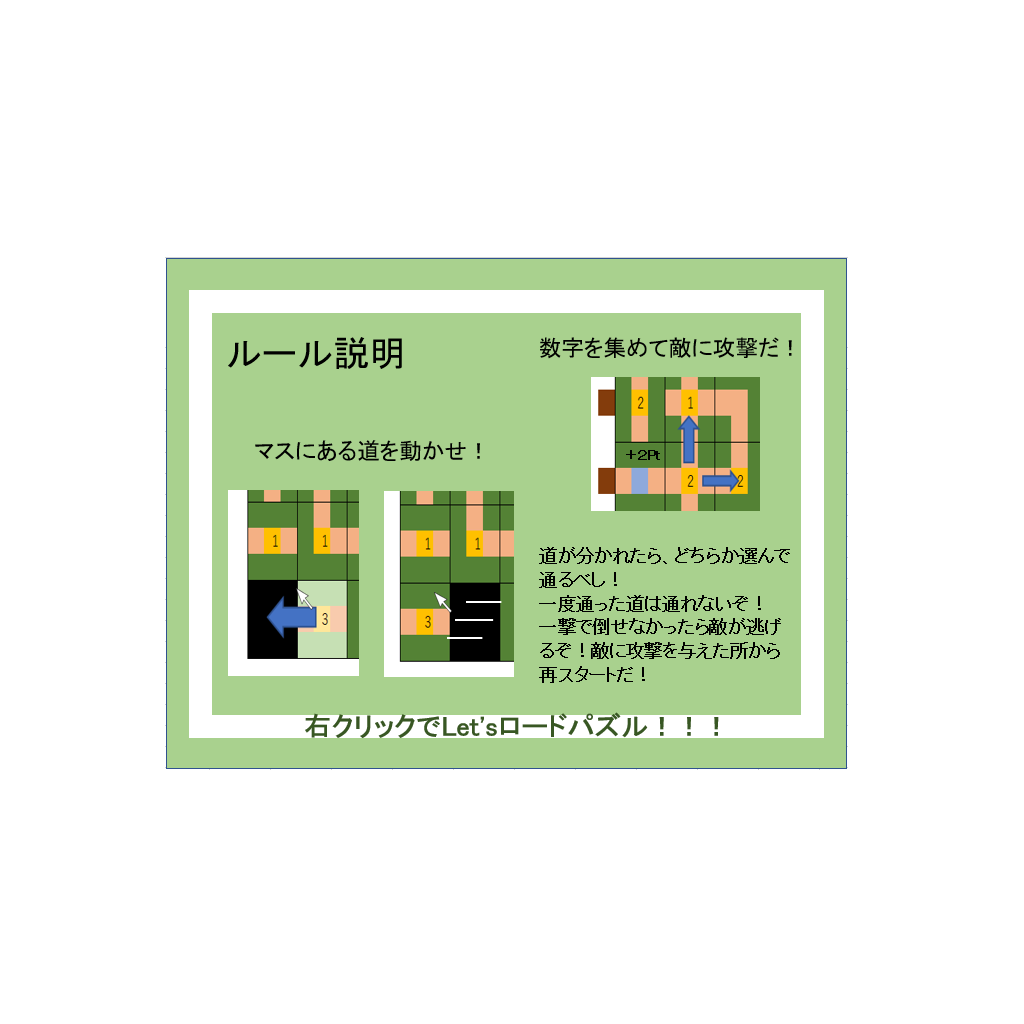 ルール説明
マスにある道を動かせ！
1 1
3
1 1
3
数字を集めて敵に攻撃だ！
2 1
+2Pt
2 2
道が分かれたら、どちらか選んで
通るべし！
一度通った道は通れないぞ！
一撃で倒せなかったら敵が逃げ
るぞ！敵に攻撃を与えた所から
再スタートだ！
右クリックでLet'sロードパズル！！！